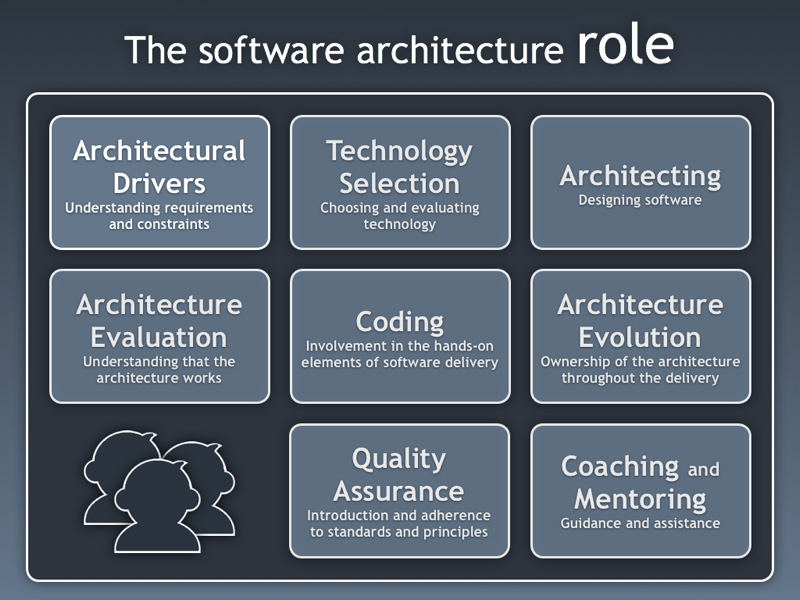 The software architecture role
Architectural
Drivers
Understanding requirements
and constraints
Technology
Selection
Choosing and evaluating
technology
Architecting
Designing software
Architecture
Evaluation
Understanding that the
architecture works
Coding
Involvement in the hands-on
elements of software delivery
Architecture
Evolution
Ownership of the architecture
throughout the delivery
Quality
Assurance
Introduction and adherence
to standards and principles
Coaching and
Mentoring
Guidance and assistance